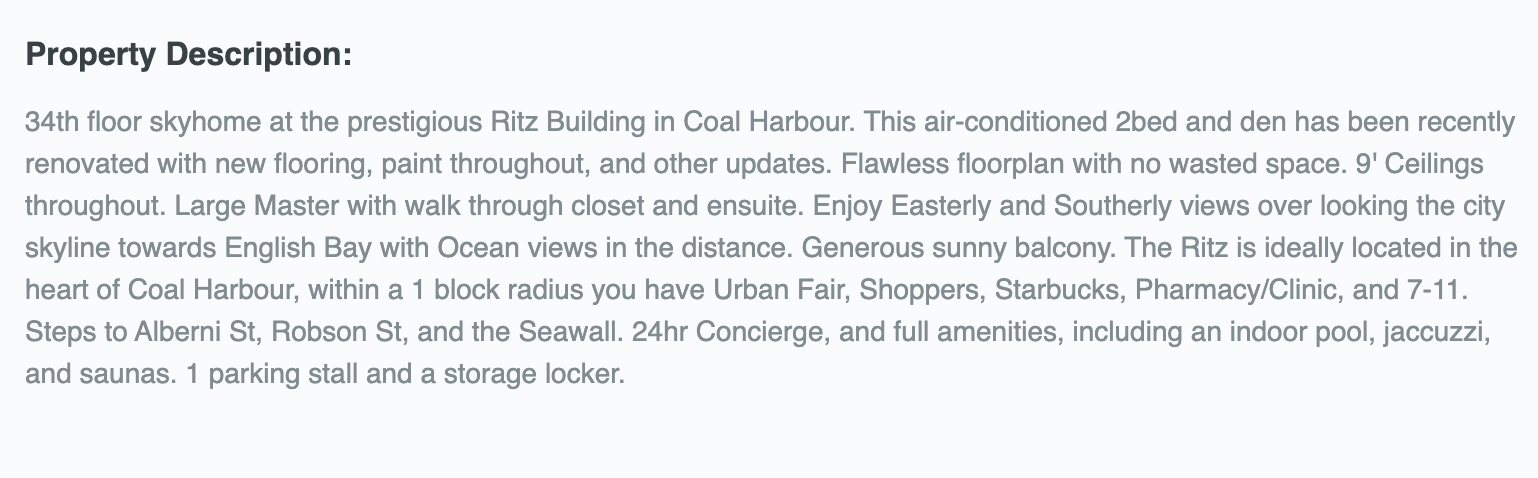 Property Description:
34th floor skyhome at the prestigious Ritz Building in Coal Harbour. This air-conditioned 2bed and den has been recently
renovated with new flooring, paint throughout, and other updates. Flawless floorplan with no wasted space. 9' Ceilings
throughout. Large Master with walk through closet and ensuite. Enjoy Easterly and Southerly views over looking the city
skyline towards English Bay with Ocean views in the distance. Generous sunny balcony. The Ritz is ideally located in the
heart of Coal Harbour, within a 1 block radius you have Urban Fair, Shoppers, Starbucks, Pharmacy/Clinic, and 7-11.
Steps to Alberni St, Robson St, and the Seawall. 24hr Concierge, and full amenities, including an indoor pool, jaccuzzi,
and saunas. 1 parking stall and a storage locker.